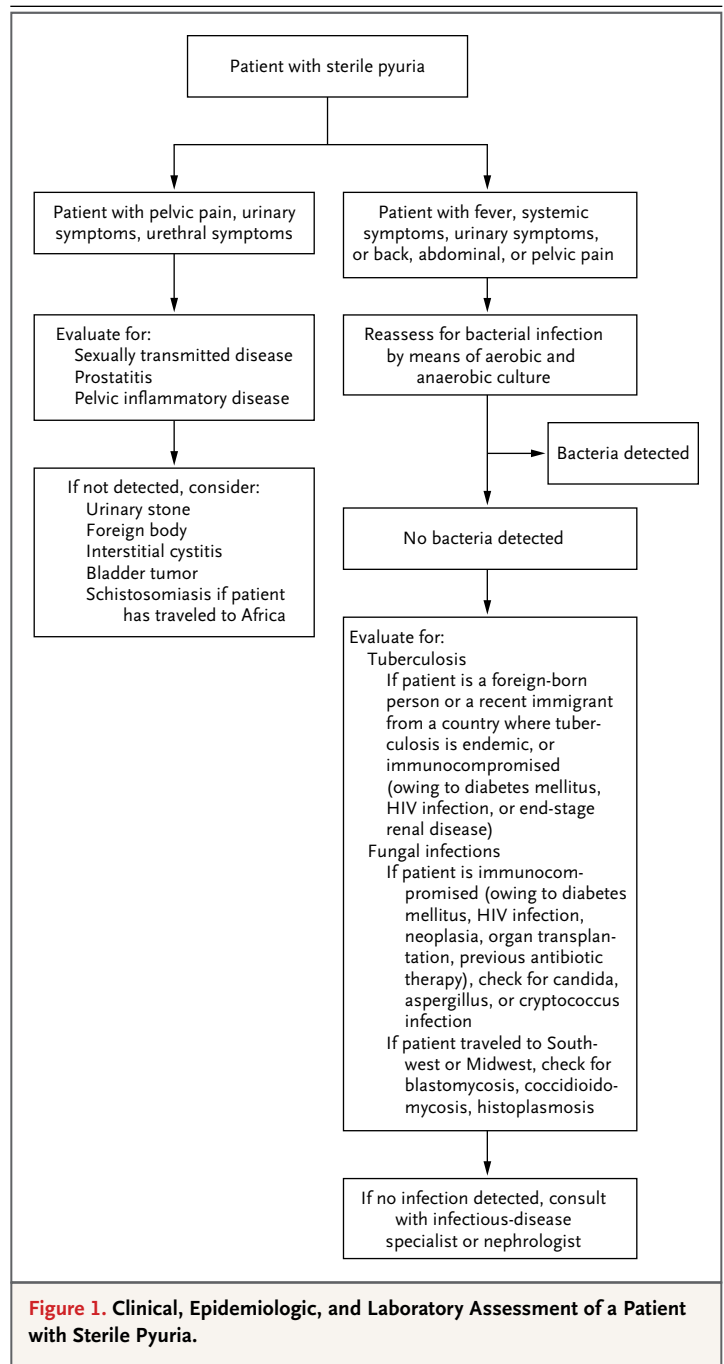 Patient with sterile pyuria
Patient with pelvic pain, urinary
symptoms, urethral symptoms
Evaluate for:
Sexually transmitted disease
Prostatitis
Pelvic inflammatory disease
If not detected, consider:
Urinary stone
Foreign body
Interstitial cystitis
Bladder tumor
Schistosomiasis if patient
has traveled to Africa
Patient with fever, systemic
symptoms, urinary symptoms,
or back, abdominal, or pelvic pain
Reassess for bacterial infection
by means of aerobic and
anaerobic culture
Bacteria detected
No bacteria detected
Evaluate for:
Tuberculosis
If patient is a foreign-born
person or a recent immigrant
from a country where tuber-
culosis is endemic, or
immunocompromised
(owing to diabetes mellitus,
HIV infection, or end-stage
renal disease)
Fungal infections
If patient is immunocom-
promised (owing to diabetes
mellitus, HIV infection,
neoplasia, organ transplan-
tation, previous antibiotic
therapy), check for candida,
aspergillus, or cryptococcus
infection
If patient traveled to South-
west or Midwest, check for
blastomycosis, coccidioido-
mycosis, histoplasmosis
If no infection detected, consult
with infectious-disease
specialist or nephrologist
Figure 1. Clinical, Epidemiologic, and Laboratory Assessment of a Patient
with Sterile Pyuria.